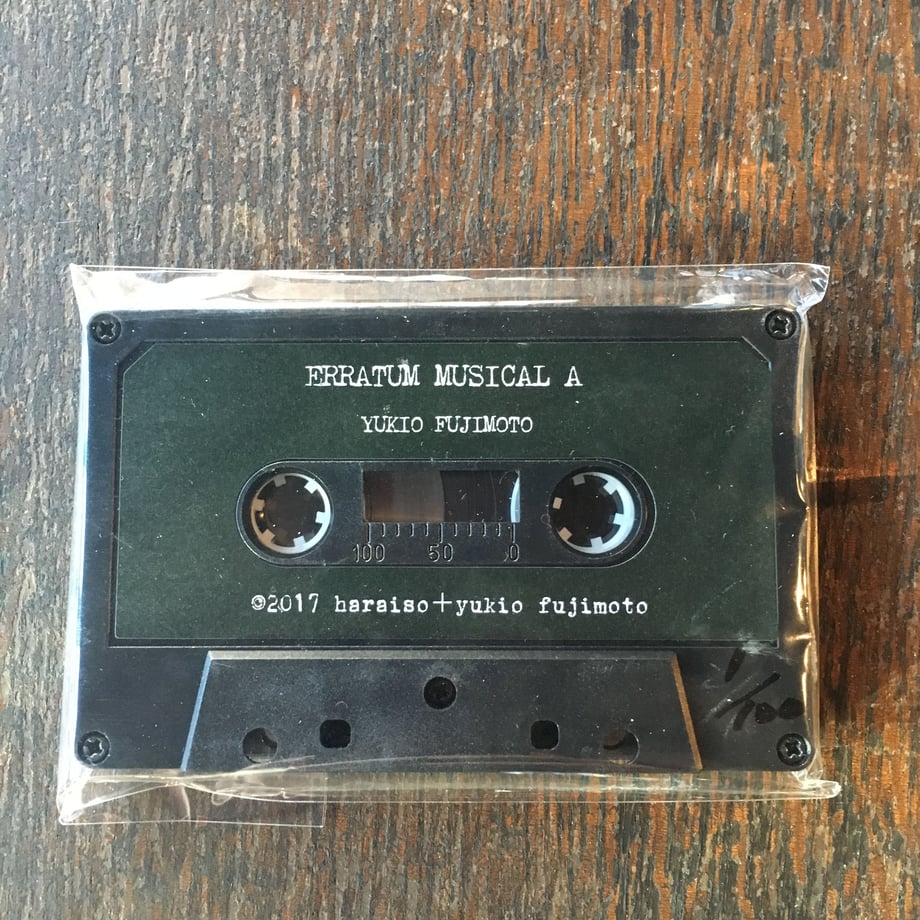 ERRATUM MUSICAL A
YUKIO FUJIMOTO
100 50 0
©2017 haraiso+yukio fujimoto
1/100